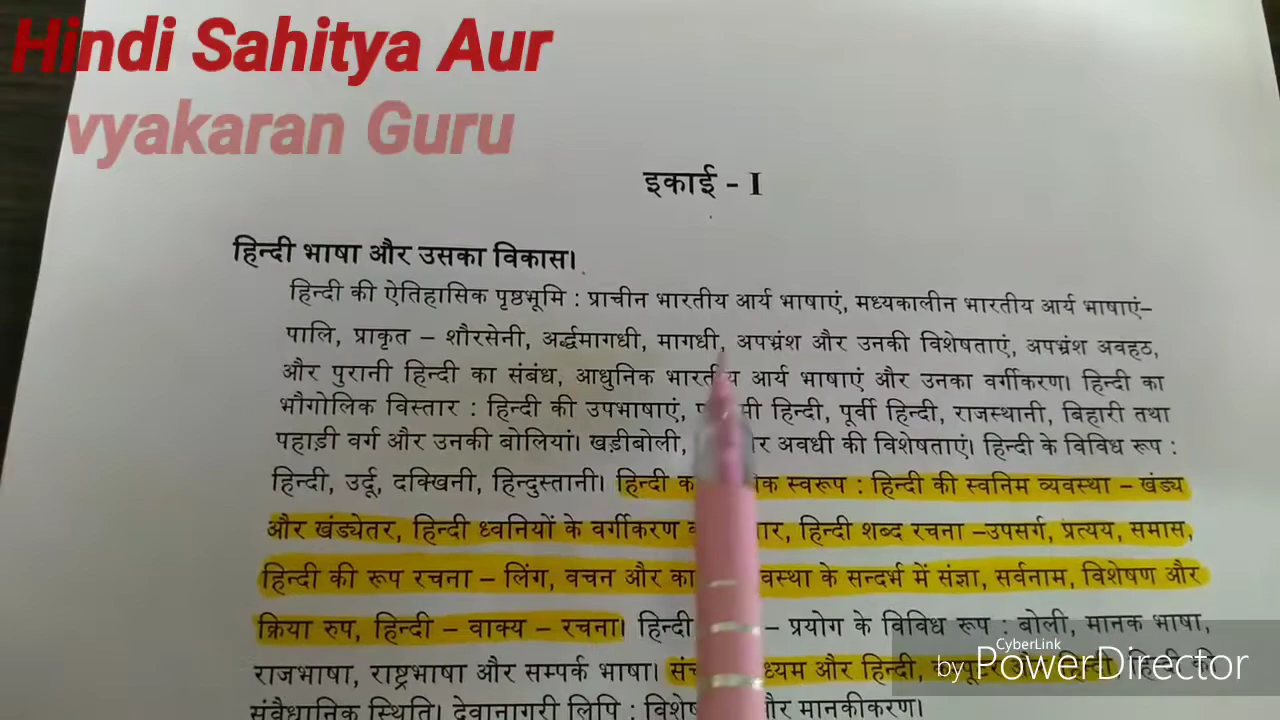 Hindi Sahitya Aur
vyakaran Guru
इकाई - I
हिन्दी भाषा और उसका विकास।
हिन्दी की ऐतिहासिक पृष्ठभूमि : प्राचीन भारतीय आर्य भाषाएं, मध्यकालीन भारतीय आर्य भाषाएं–
पालि, प्राकृत – शौरसेनी, अर्द्धमागधी, मागधी, अपभ्रंश और उनकी विशेषताएं, अपभ्रंश अवहठ,
और पुरानी हिन्दी का संबंध, आधुनिक भारतीय आर्य भाषाएं और उनका वर्गीकरण। हिन्दी का
भौगोलिक विस्तार : हिन्दी की उपभाषाएं, हिन्दी, पूर्वी हिन्दी, राजस्थानी, बिहारी तथा
पहाड़ी वर्ग और उनकी बोलियां। खड़ीबोली, अवधी की विशेषताएं। हिन्दी के विविध रूप :
हिन्दी, उर्दू, दक्खिनी, हिन्दुस्तानी। हिन्दी स्वरूप : हिन्दी की स्वनिम व्यवस्था – खंड्य
और खंड्येतर, हिन्दी ध्वनियों के वर्गीकरण हिन्दी शब्द रचना –उपसर्ग, प्रत्यय, समास,
हिन्दी की रूप रचना – लिंग, वचन और के सन्दर्भ में संज्ञा, सर्वनाम, विशेषण और
क्रिया रुप, हिन्दी – वाक्य – रचना। हिन्दी – प्रयोग के विविध रूप : बोली, मानक भाषा,
राजभाषा, राष्ट्रभाषा और सम्पर्क भाषा। और हिन्दी,
संवैधानिक स्थिति। देवानागरी लिपि : और मानकीकरण।
CyberLink
by PowerDirector